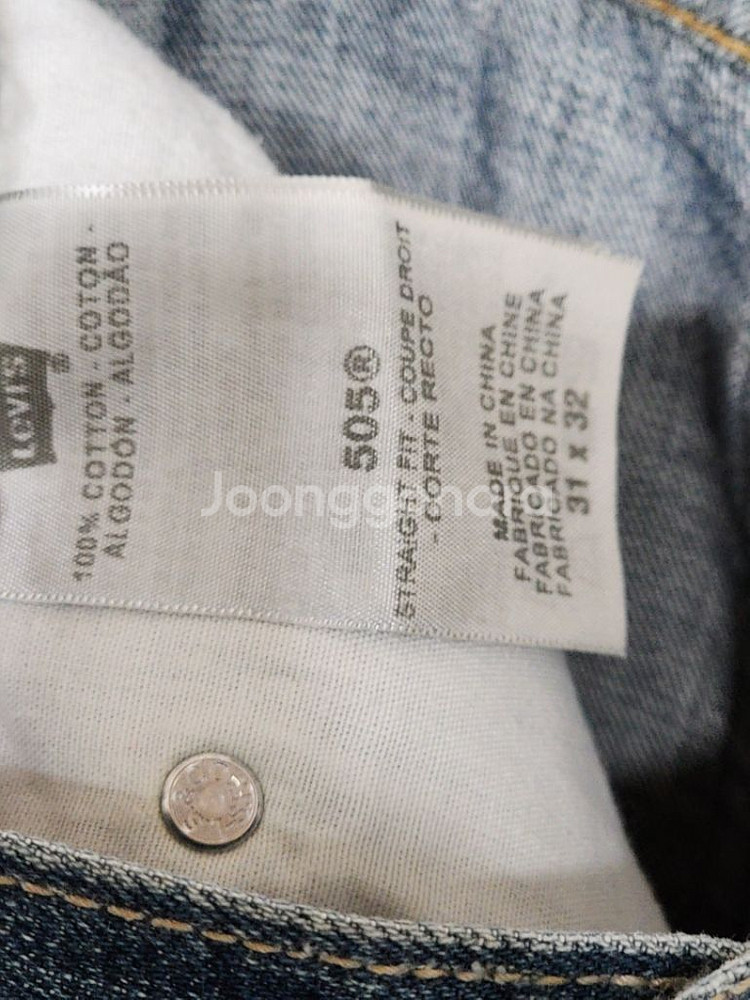 LEVI'S
100% COTTON - COTON -
ALGODÓN - ALGODÃO
505®
STRAIGHT FIT - COUPE DROIT
- CORTE RECTO
MADE IN CHINA
FABRIQUE EN CHINE
FABRICADO EN CHINA
FABRICADO NA CHINA
31 X 32